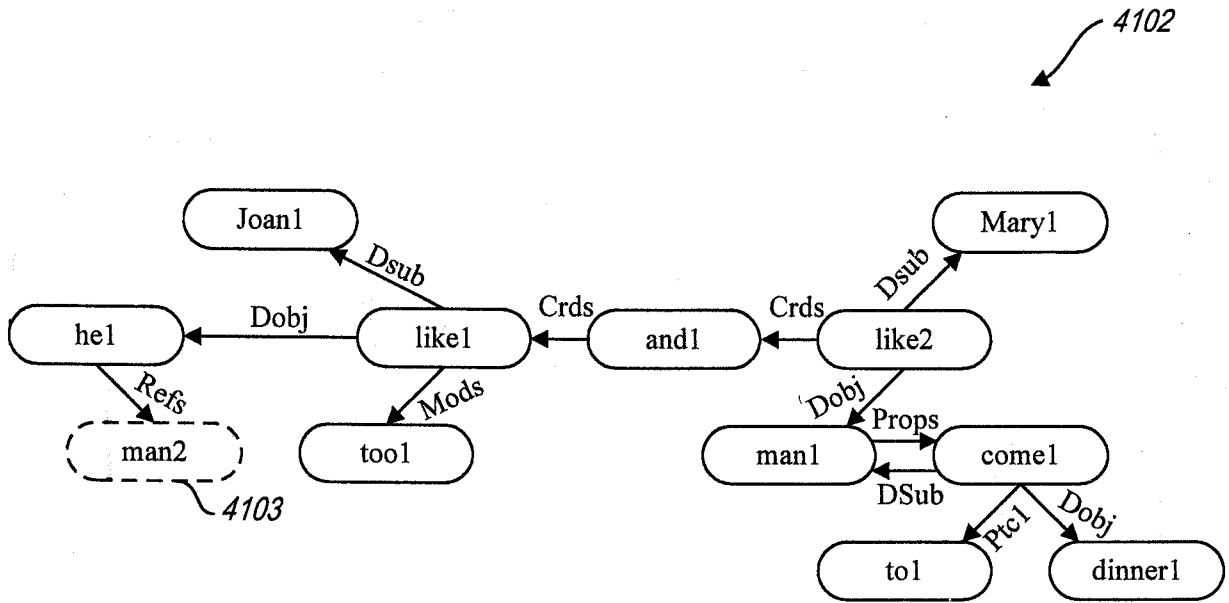 4102
Joan1
Mary1
Dsub
Dsub
Crds
Crds
Dobj
he1
like1
and1
like2
Refs
Mods
Dobj
Props
man2
too1
man1
come1
DSub
4103
Ptc1
Dobj
to1
dinner1